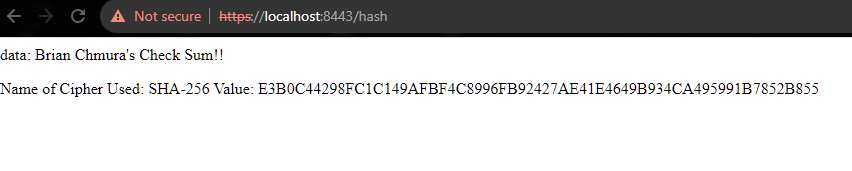 Not secure https://localhost:8443/hash
data: Brian Chmura's Check Sum!!
Name of Cipher Used: SHA-256 Value: E3B0C44298FC1C149AFBF4C8996FB92427AE41E4649B934CA495991B7852B855